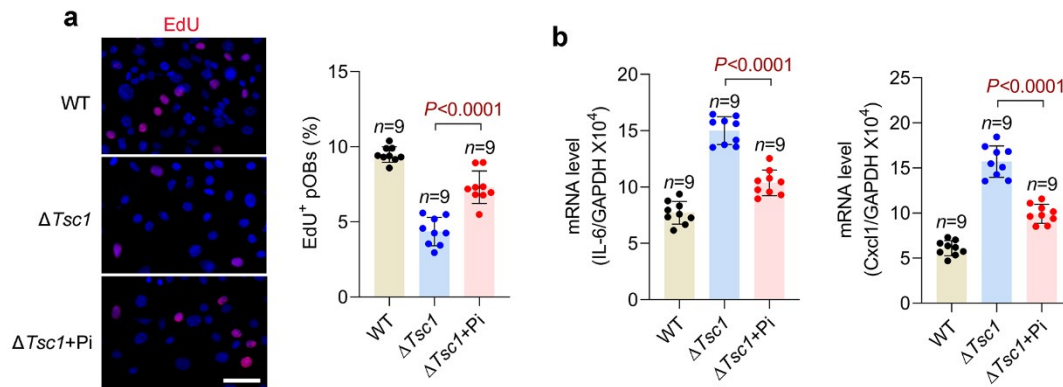 a
EdU
WT
ΔTsc1
ΔTsc1+Pi
EdU⁺ pOBs (%)
15
10
5
0
n=9
n=9
n=9
P<0.0001
WT
ΔTsc1
ΔTsc1+Pi
b
mRNA level
(IL-6/GAPDH X10⁴)
20
15
10
5
0
n=9
n=9
n=9
P<0.0001
WT
ΔTsc1
ΔTsc1+Pi
mRNA level
(Cxcl1/GAPDH X10⁴)
25
20
15
10
5
0
n=9
n=9
n=9
P<0.0001
WT
ΔTsc1
ΔTsc1+Pi